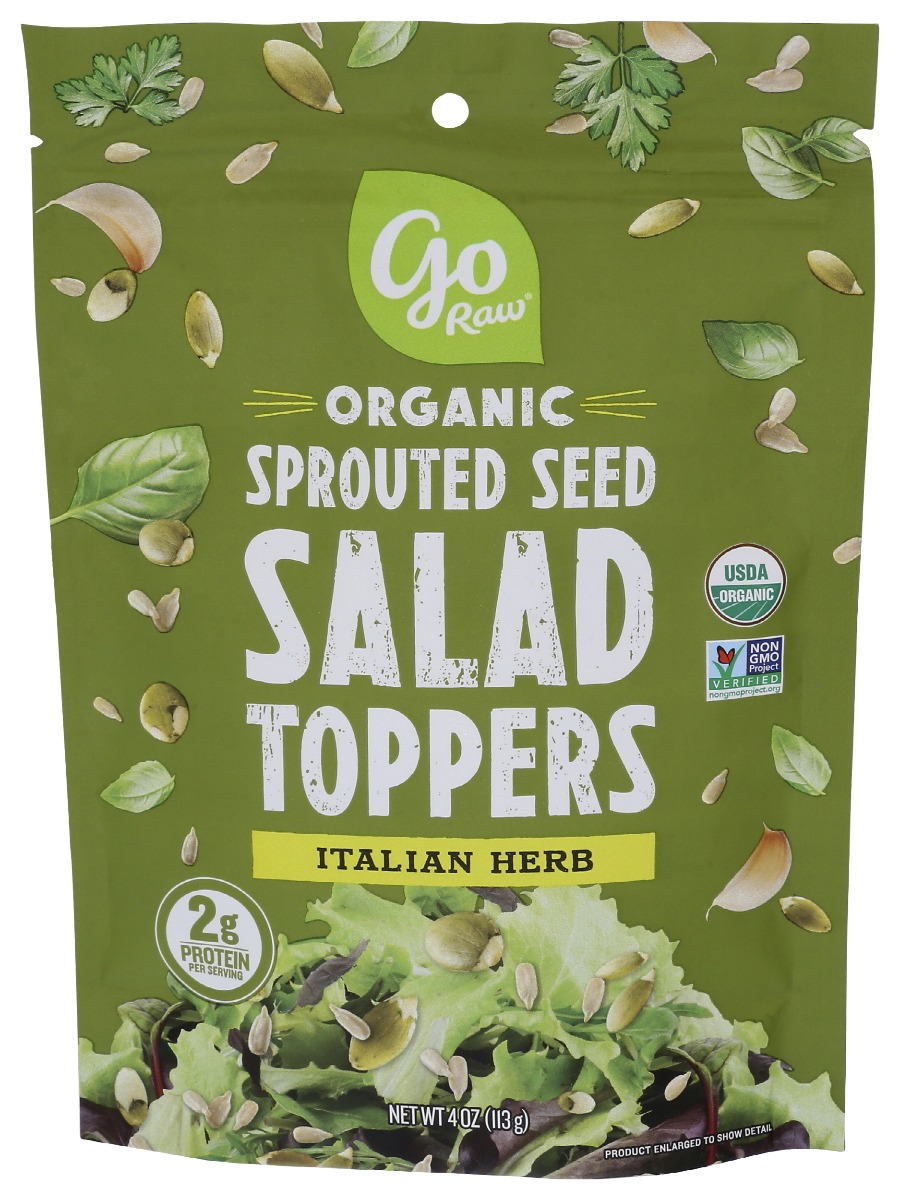 go
Raw®
ORGANIC
SPROUTED SEED
SALAD
TOPPERS
USDA
ORGANIC
NON
GMO
Project
VERIFIED
nongmoproject.org
ITALIAN HERB
2g
PROTEIN
PER SERVING
NET WT 4 OZ (113 g)
PRODUCT ENLARGED TO SHOW DETAIL